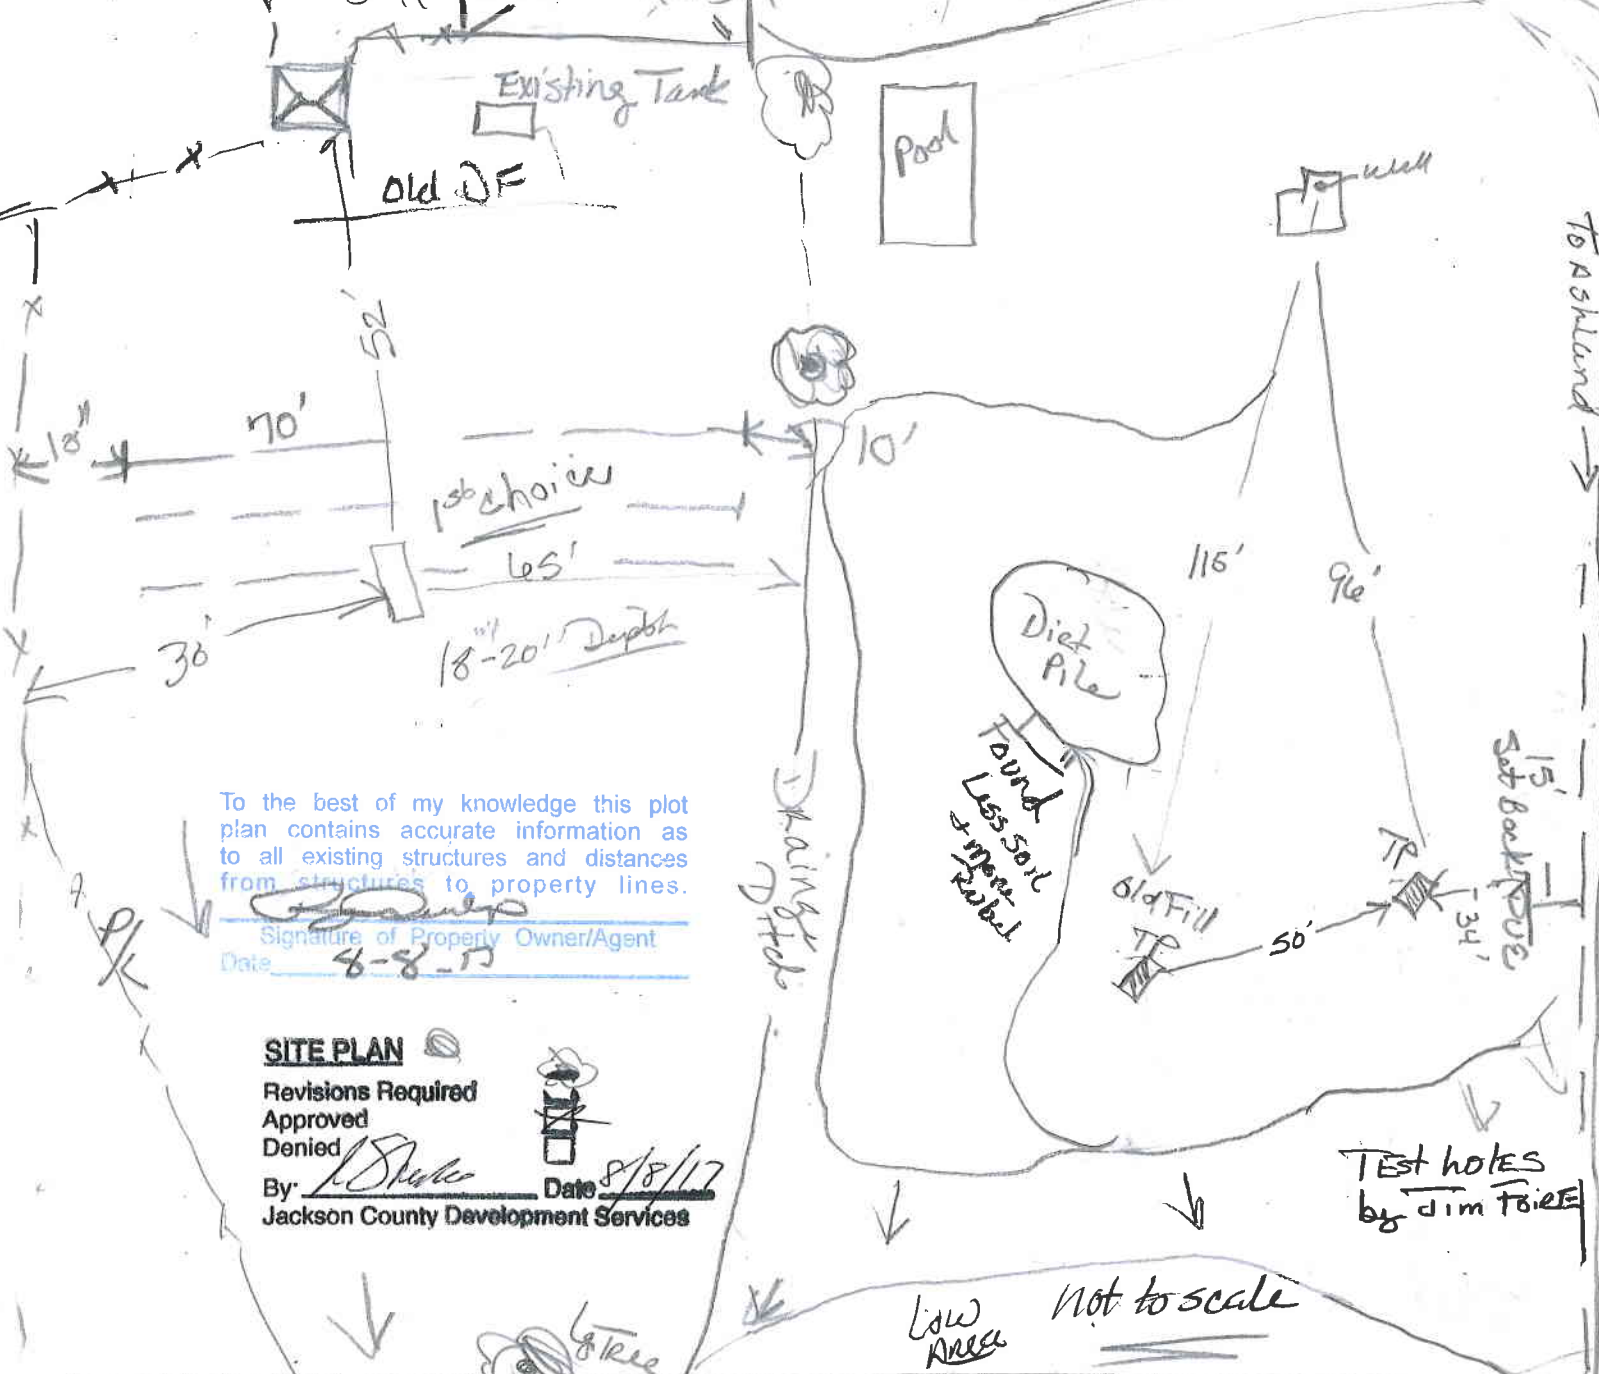 Existing Tank
Old DF
Pool
well
To Ashland
52'
70'
10'
1st choice
65'
30'
18"-20" Depth
115'
96'
Dirt
Pile
Found
Less Soil
+ more
15'
Set Back
PUE
To the best of my knowledge this plot
plan contains accurate information as
to all existing structures and distances
from structures to property lines.
Signature of Property Owner/Agent
Date 8-8-17
P/L
Drainage
Ditch
Old Fill
TP
50'
TP
34'
SITE PLAN
Revisions Required
Approved
Denied
By: Date 8/8/17
Jackson County Development Services
Test holes
by Jim
Low
Area
not to scale
Lg Tree